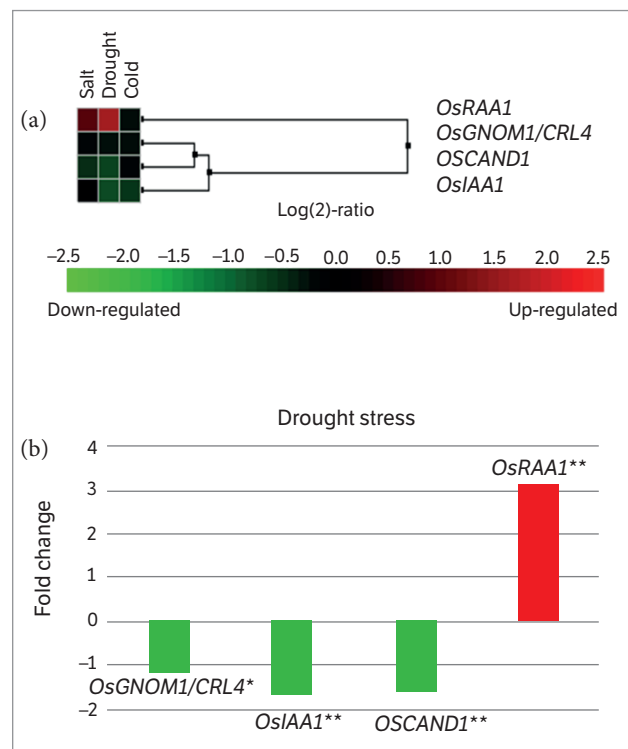 Salt
Drought
Cold
(a)
OsRAA1
OsGNOM1/CRL4
OSCAND1
OsIAA1
Log(2)-ratio
–2.5 –2.0 –1.5 –1.0 –0.5 0.0 0.5 1.0 1.5 2.0 2.5
Down-regulated Up-regulated
Drought stress
(b)
Fold change
4
3
2
1
0
–1
–2
OsRAA1**
OsGNOM1/CRL4*
OsIAA1** OSCAND1**